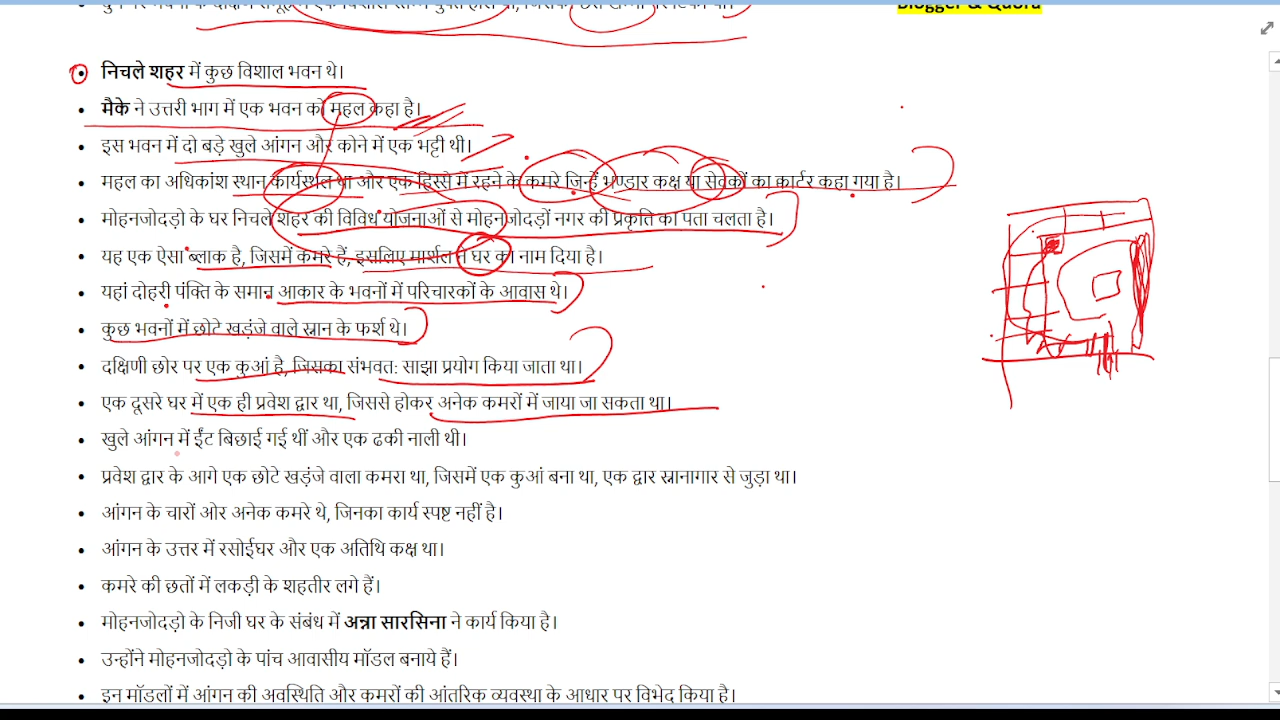 Blogger & Quora
• निचले शहर में कुछ विशाल भवन थे।
• मैके ने उत्तरी भाग में एक भवन को महल कहा है।
• इस भवन में दो बड़े खुले आंगन और कोने में एक भट्टी थी।
• महल का अधिकांश स्थान कार्यस्थल था और एक हिस्से में रहने के कमरे जिन्हें भण्डार कक्ष या सेवकों का कार्टर कहा गया है।
• मोहनजोदड़ो के घर निचले शहर की विविध योजनाओं से मोहनजोदड़ों नगर की प्रकृति का पता चलता है।
• यह एक ऐसा ब्लाक है, जिसमें कमरे हैं, इसलिए मार्शल ने घर का नाम दिया है।
• यहां दोहरी पंक्ति के समान आकार के भवनों में परिचारकों के आवास थे।
• कुछ भवनों में छोटे खड़ंजे वाले स्नान के फर्श थे।
• दक्षिणी छोर पर एक कुआं है, जिसका संभवत: साझा प्रयोग किया जाता था।
• एक दूसरे घर में एक ही प्रवेश द्वार था, जिससे होकर अनेक कमरों में जाया जा सकता था।
• खुले आंगन में ईंट बिछाई गई थीं और एक ढकी नाली थी।
• प्रवेश द्वार के आगे एक छोटे खड़ंजे वाला कमरा था, जिसमें एक कुआं बना था, एक द्वार स्नानागार से जुड़ा था।
• आंगन के चारों ओर अनेक कमरे थे, जिनका कार्य स्पष्ट नहीं है।
• आंगन के उत्तर में रसोईघर और एक अतिथि कक्ष था।
• कमरे की छतों में लकड़ी के शहतीर लगे हैं।
• मोहनजोदड़ो के निजी घर के संबंध में अन्ना सारसिना ने कार्य किया है।
• उन्होंने मोहनजोदड़ो के पांच आवासीय मॉडल बनाये हैं।
• इन मॉडलों में आंगन की अवस्थिति और कमरों की आंतरिक व्यवस्था के आधार पर विभेद किया है।